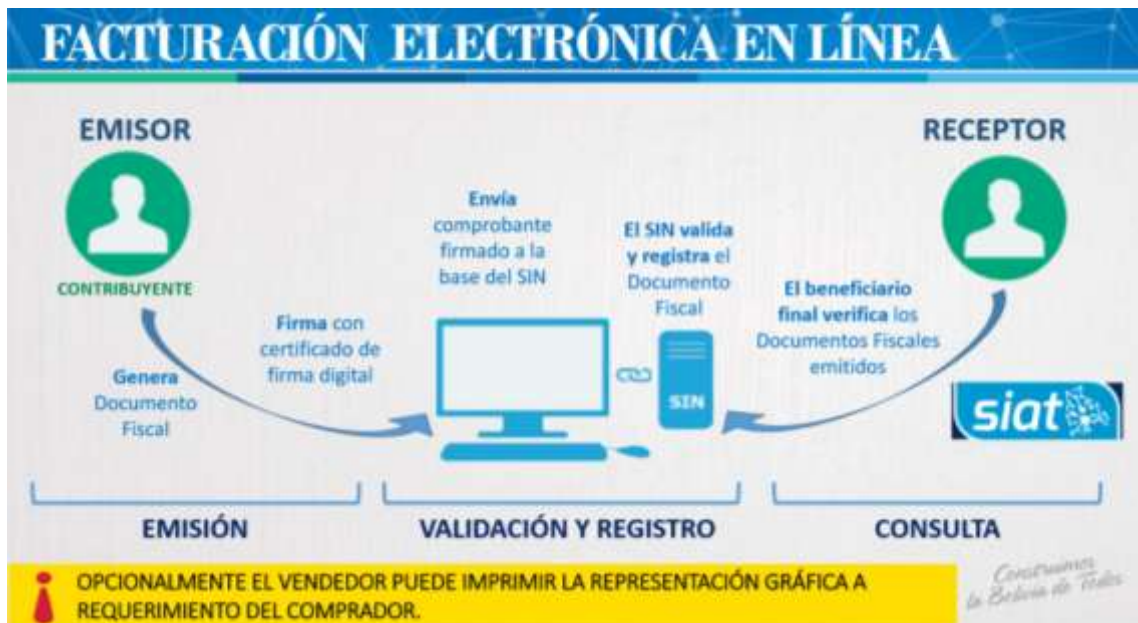 FACTURACIÓN ELECTRÓNICA EN LÍNEA
EMISOR
CONTRIBUYENTE
Genera
Documento
Fiscal
Firma con
certificado de
firma digital
Envía
comprobante
firmado a la
base del SIN
El SIN valida
y registra el
Documento
Fiscal
SIN
RECEPTOR
El beneficiario
final verifica los
Documentos Fiscales
emitidos
siat
EMISIÓN
VALIDACIÓN Y REGISTRO
CONSULTA
OPCIONALMENTE EL VENDEDOR PUEDE IMPRIMIR LA REPRESENTACIÓN GRÁFICA A
REQUERIMIENTO DEL COMPRADOR.
Construimos
la Bolivia de Todos